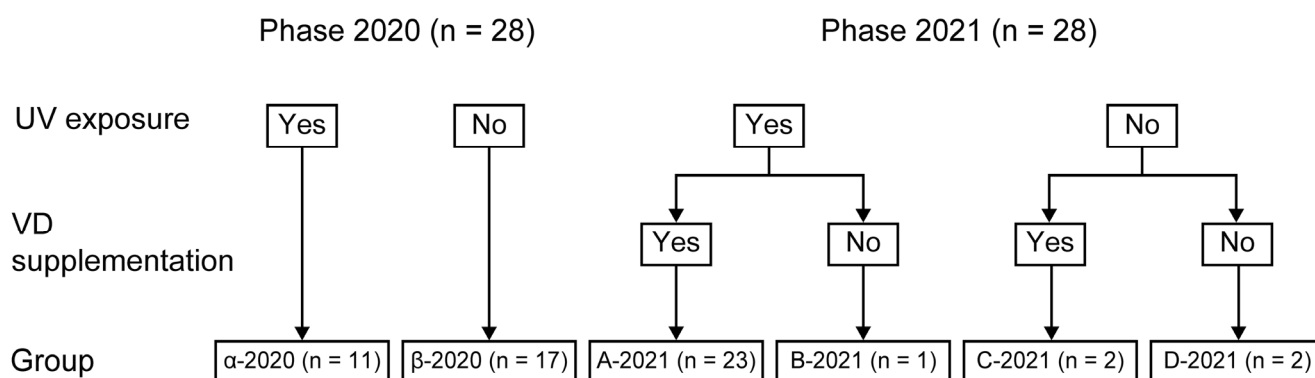 Phase 2020 (n = 28) Phase 2021 (n = 28)
UV exposure Yes No Yes No
VD
supplementation Yes No Yes No
Group α-2020 (n = 11) β-2020 (n = 17) A-2021 (n = 23) B-2021 (n = 1) C-2021 (n = 2) D-2021 (n = 2)